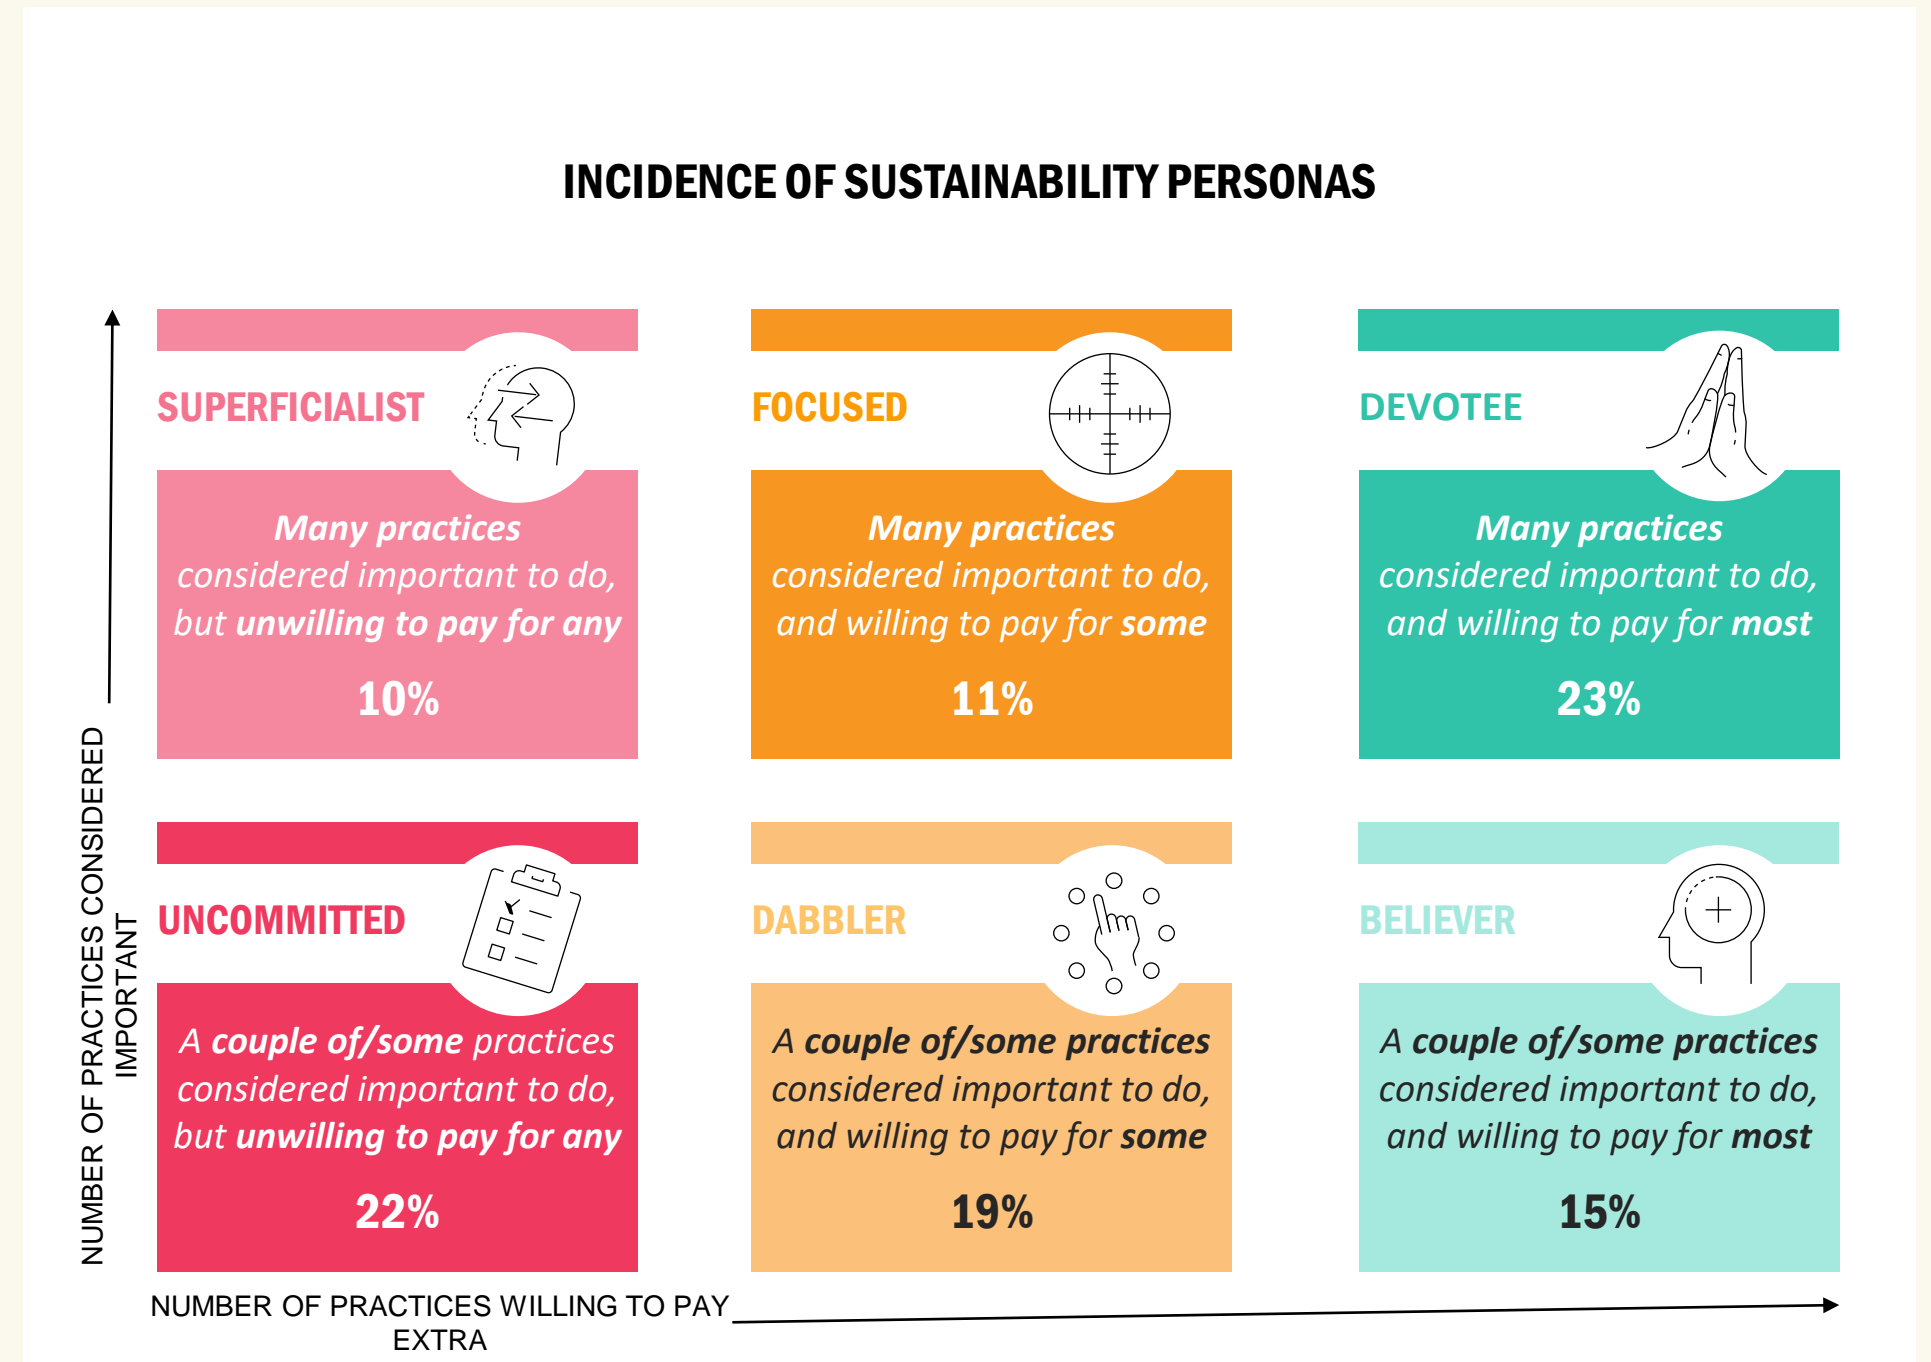 INCIDENCE OF SUSTAINABILITY PERSONAS
SUPERFICIALIST
Many practices
considered important to do,
but unwilling to pay for any
10%
FOCUSED
Many practices
considered important to do,
and willing to pay for some
11%
DEVOTEE
Many practices
considered important to do,
and willing to pay for most
23%
UNCOMMITTED
A couple of/some practices
considered important to do,
but unwilling to pay for any
22%
DABBLER
A couple of/some practices
considered important to do,
and willing to pay for some
19%
BELIEVER
A couple of/some practices
considered important to do,
and willing to pay for most
15%
NUMBER OF PRACTICES CONSIDERED
IMPORTANT
NUMBER OF PRACTICES WILLING TO PAY
EXTRA